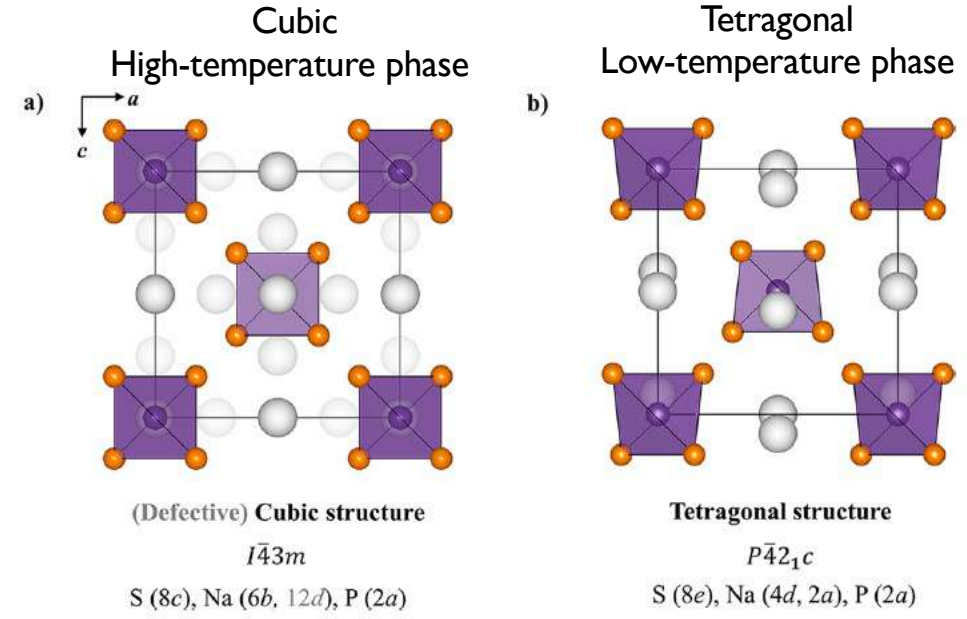 Cubic
High-temperature phase
Tetragonal
Low-temperature phase
a)
a
c
b)
(Defective) Cubic structure
I4̅3m
S (8c), Na (6b, 12d), P (2a)
Tetragonal structure
P4̅2₁c
S (8e), Na (4d, 2a), P (2a)